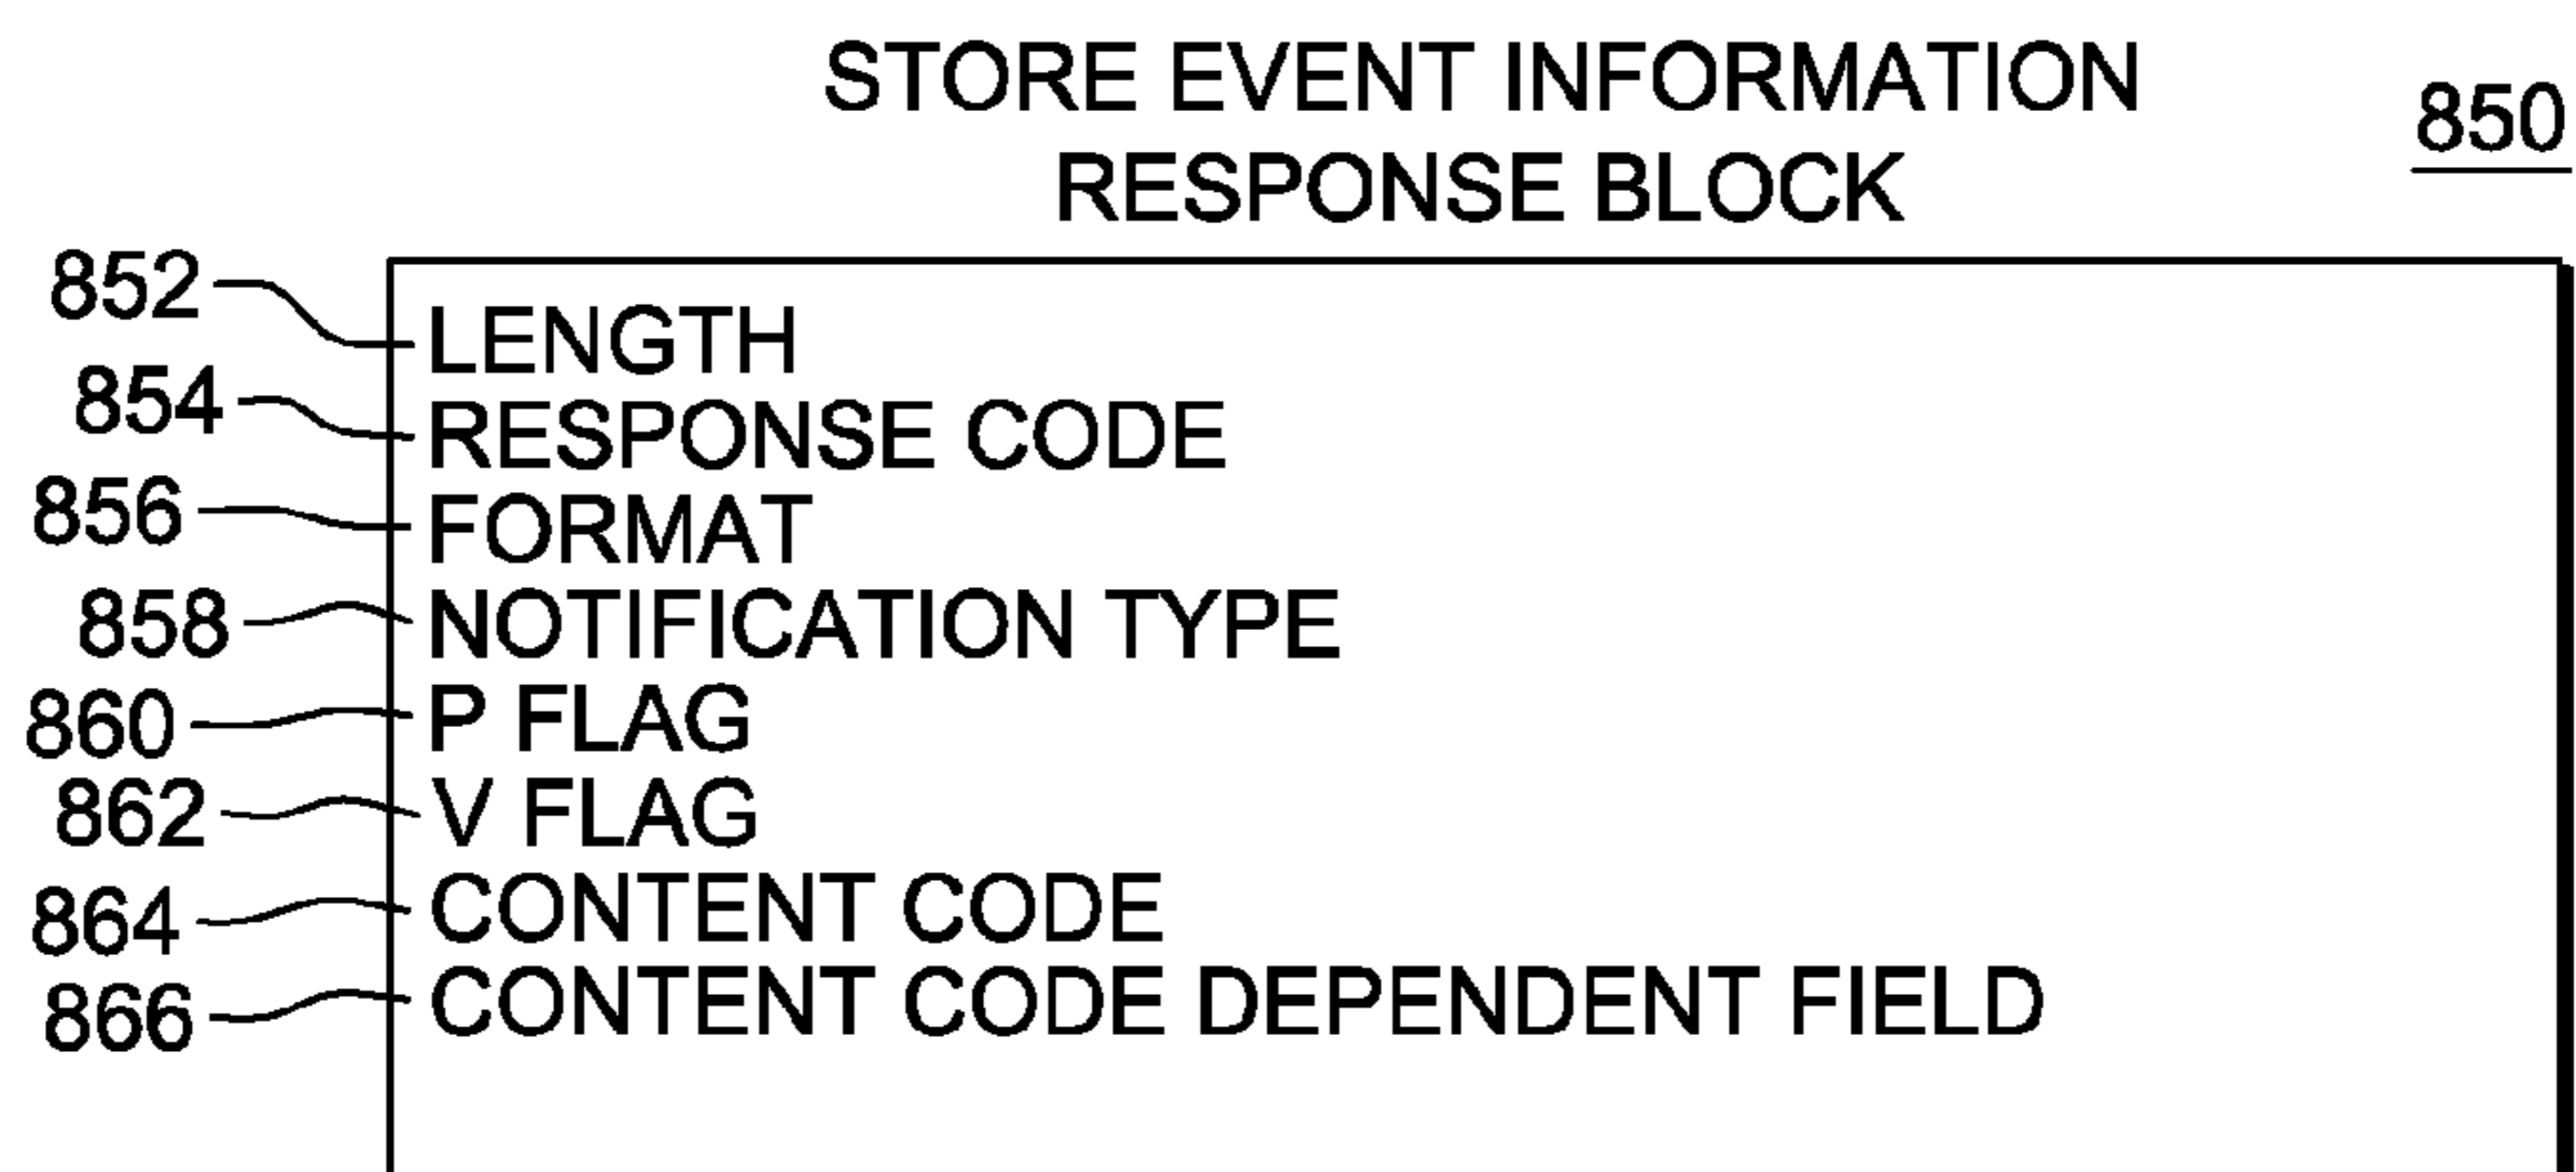 STORE EVENT INFORMATION
RESPONSE BLOCK
850
852 LENGTH
854 RESPONSE CODE
856 FORMAT
858 NOTIFICATION TYPE
860 P FLAG
862 V FLAG
864 CONTENT CODE
866 CONTENT CODE DEPENDENT FIELD